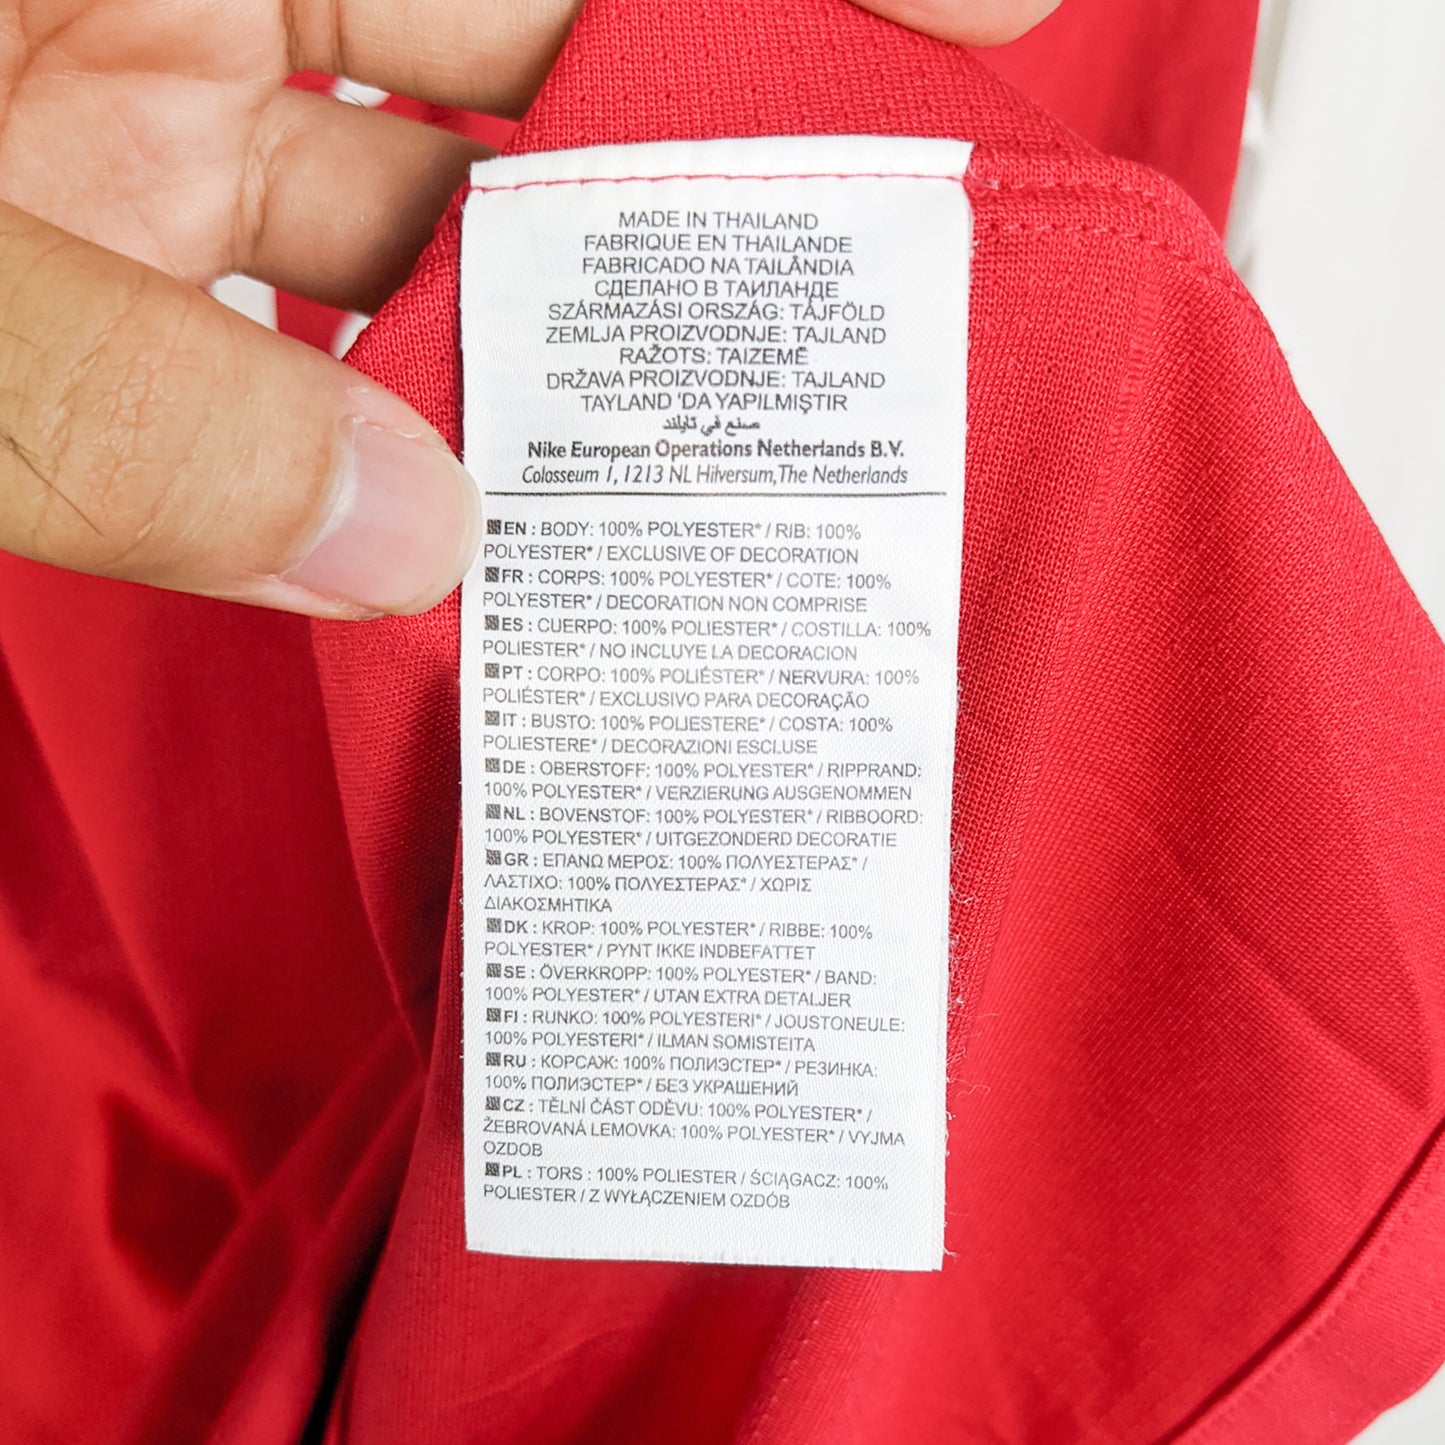 MADE IN THAILAND
FABRIQUE EN THAILANDE
FABRICADO NA TAILÂNDIA
СДЕЛАНО В ТАИЛАНДЕ
SZÁRMAZÁSI ORSZÁG: TÁJFÖLD
ZEMLJA PROIZVODNJE: TAJLAND
RAŽOTS: TAIZEMĒ
DRŽAVA PROIZVODNJE: TAJLAND
TAYLAND 'DA YAPILMIŞTIR
صنع في تايلند
Nike European Operations Netherlands B.V.
Colosseum 1, 1213 NL Hilversum, The Netherlands
EN : BODY: 100% POLYESTER* / RIB: 100%
POLYESTER* / EXCLUSIVE OF DECORATION
FR : CORPS: 100% POLYESTER* / COTE: 100%
POLYESTER* / DECORATION NON COMPRISE
ES : CUERPO: 100% POLIESTER* / COSTILLA: 100%
POLIESTER* / NO INCLUYE LA DECORACION
PT : CORPO: 100% POLIÉSTER* / NERVURA: 100%
POLIÉSTER* / EXCLUSIVO PARA DECORAÇÃO
IT : BUSTO: 100% POLIESTERE* / COSTA: 100%
POLIESTERE* / DECORAZIONI ESCLUSE
DE : OBERSTOFF: 100% POLYESTER* / RIPPRAND:
100% POLYESTER* / VERZIERUNG AUSGENOMMEN
NL : BOVENSTOF: 100% POLYESTER* / RIBBOORD:
100% POLYESTER* / UITGEZONDERD DECORATIE
GR : ΕΠΑΝΩ ΜΕΡΟΣ: 100% ΠΟΛΥΕΣΤΕΡΑΣ* /
ΛΑΣΤΙΧΟ: 100% ΠΟΛΥΕΣΤΕΡΑΣ* / ΧΩΡΙΣ
ΔΙΑΚΟΣΜΗΤΙΚΑ
DK : KROP: 100% POLYESTER* / RIBBE: 100%
POLYESTER* / PYNT IKKE INDBEFATTET
SE : ÖVERKROPP: 100% POLYESTER* / BAND:
100% POLYESTER* / UTAN EXTRA DETALJER
FI : RUNKO: 100% POLYESTERI* / JOUSTONEULE:
100% POLYESTERI* / ILMAN SOMISTEITA
RU : КОРСАЖ: 100% ПОЛИЭСТЕР* / РЕЗИНКА:
100% ПОЛИЭСТЕР* / БЕЗ УКРАШЕНИЙ
CZ : TĚLNÍ ČÁST ODĚVU: 100% POLYESTER* /
ŽEBROVANÁ LEMOVKA: 100% POLYESTER* / VYJMA
OZDOB
PL : TORS : 100% POLIESTER / ŚCIĄGACZ: 100%
POLIESTER / Z WYŁĄCZENIEM OZDÓB